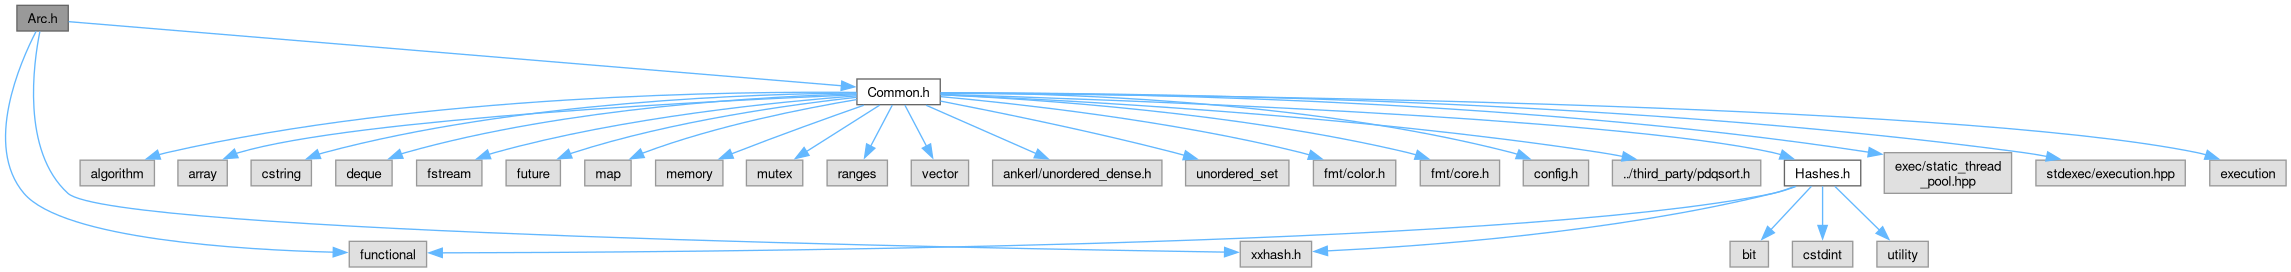 Arc.h
Common.h
algorithm
array
cstring
deque
fstream
future
map
memory
mutex
ranges
vector
ankerl/unordered_dense.h
unordered_set
fmt/color.h
fmt/core.h
config.h
../third_party/pdqsort.h
Hashes.h
exec/static_thread
_pool.hpp
stdexec/execution.hpp
execution
functional
xxhash.h
bit
cstdint
utility